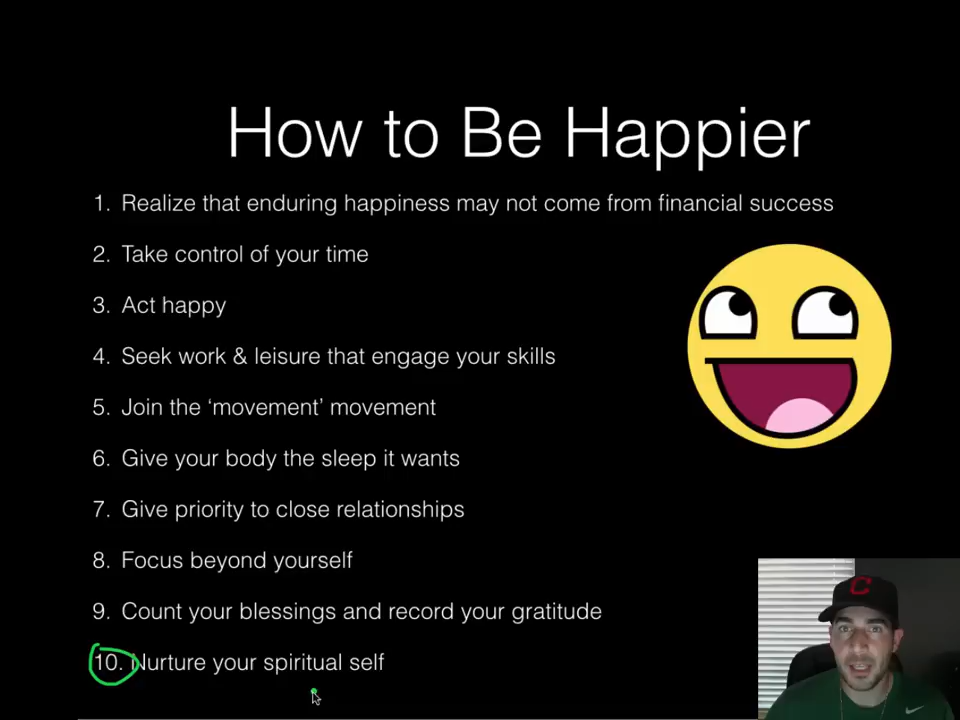 How to Be Happier
1. Realize that enduring happiness may not come from financial success
2. Take control of your time
3. Act happy
4. Seek work & leisure that engage your skills
5. Join the ‘movement’ movement
6. Give your body the sleep it wants
7. Give priority to close relationships
8. Focus beyond yourself
9. Count your blessings and record your gratitude
10. Nurture your spiritual self
C